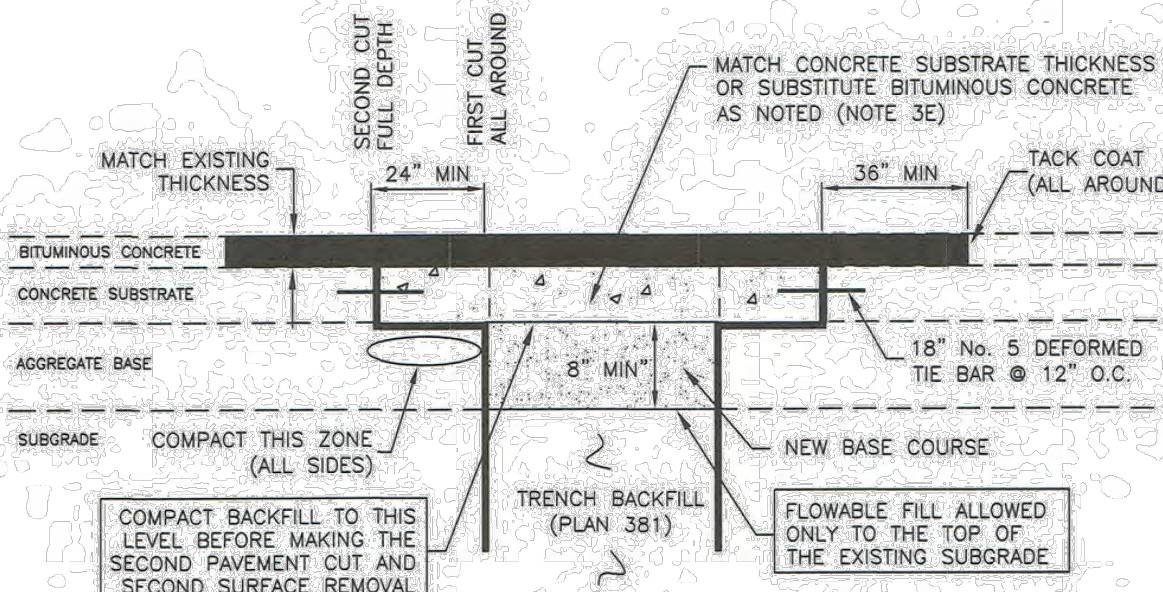 SECOND CUT
FULL DEPTH
FIRST CUT
ALL AROUND
MATCH CONCRETE SUBSTRATE THICKNESS
OR SUBSTITUTE BITUMINOUS CONCRETE
AS NOTED (NOTE 3E)
MATCH EXISTING
THICKNESS
24" MIN
36" MIN
TACK COAT
(ALL AROUND
BITUMINOUS CONCRETE
CONCRETE SUBSTRATE
AGGREGATE BASE
8" MIN"
18" No. 5 DEFORMED
TIE BAR @ 12" O.C.
SUBGRADE
COMPACT THIS ZONE
(ALL SIDES)
NEW BASE COURSE
TRENCH BACKFILL
(PLAN 381)
COMPACT BACKFILL TO THIS
LEVEL BEFORE MAKING THE
SECOND PAVEMENT CUT AND
SECOND SURFACE REMOVAL
FLOWABLE FILL ALLOWED
ONLY TO THE TOP OF
THE EXISTING SUBGRADE